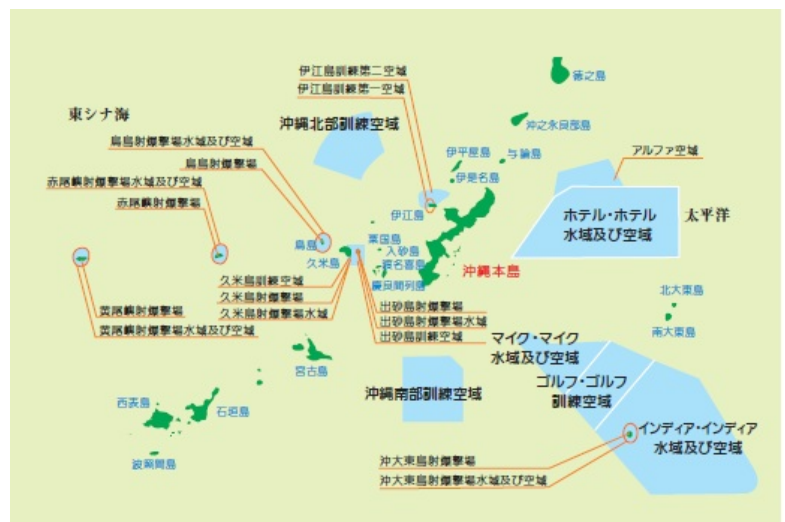 伊江島訓練第二空域
伊江島訓練第一空域
徳之島
東シナ海
沖縄北部訓練空域
沖之永良部島
鳥島射爆撃場水域及び空域
鳥島射爆撃場
伊平屋島
与論島
アルファ空域
赤尾嶼射爆撃場水域及び空域
赤尾嶼射爆撃場
伊是名島
伊江島
ホテル・ホテル
水域及び空域
太平洋
粟国島
鳥島
入砂島
久米島
渡名喜島
沖縄本島
慶良間列島
久米島訓練空域
久米島射爆撃場
久米島射爆撃場水域
黄尾嶼射爆撃場
黄尾嶼射爆撃場水域及び空域
出砂島射爆撃場
出砂島射爆撃場水域
出砂島訓練空域
北大東島
南大東島
マイク・マイク
水域及び空域
宮古島
ゴルフ・ゴルフ
訓練空域
沖縄南部訓練空域
西表島
石垣島
インディア・インディア
水域及び空域
波照間島
沖大東島射爆撃場
沖大東島射爆撃場水域及び空域